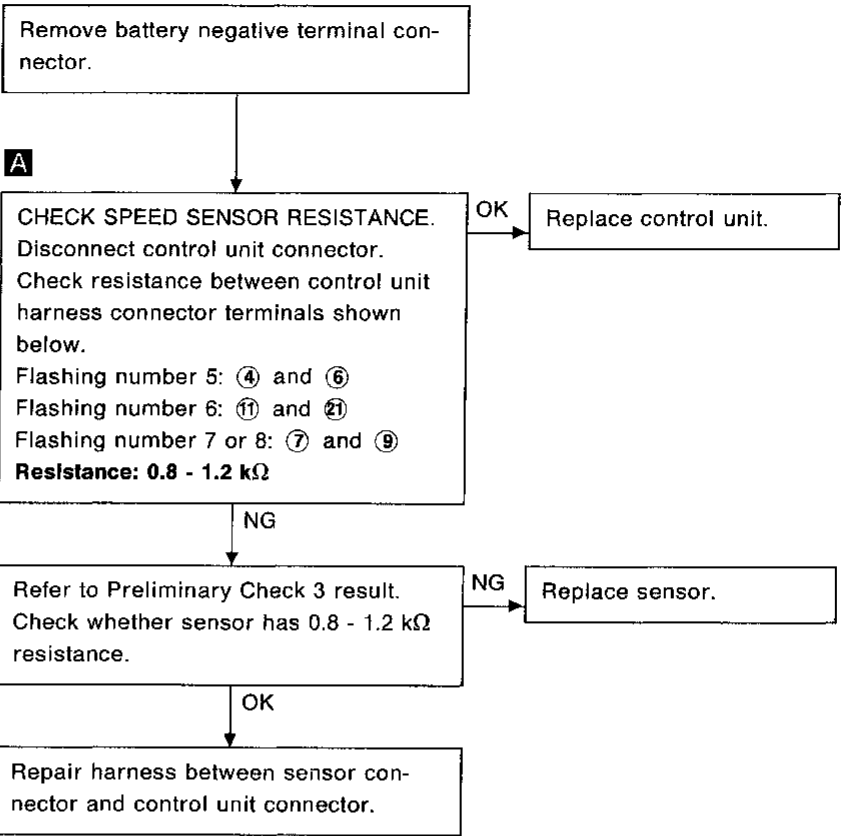 Remove battery negative terminal con-
nector.
A
CHECK SPEED SENSOR RESISTANCE.
Disconnect control unit connector.
Check resistance between control unit
harness connector terminals shown
below.
Flashing number 5: ④ and ⑥
Flashing number 6: ⑪ and ㉑
Flashing number 7 or 8: ⑦ and ⑨
Resistance: 0.8 - 1.2 kΩ
OK
Replace control unit.
NG
Refer to Preliminary Check 3 result.
Check whether sensor has 0.8 - 1.2 kΩ
resistance.
NG
Replace sensor.
OK
Repair harness between sensor con-
nector and control unit connector.